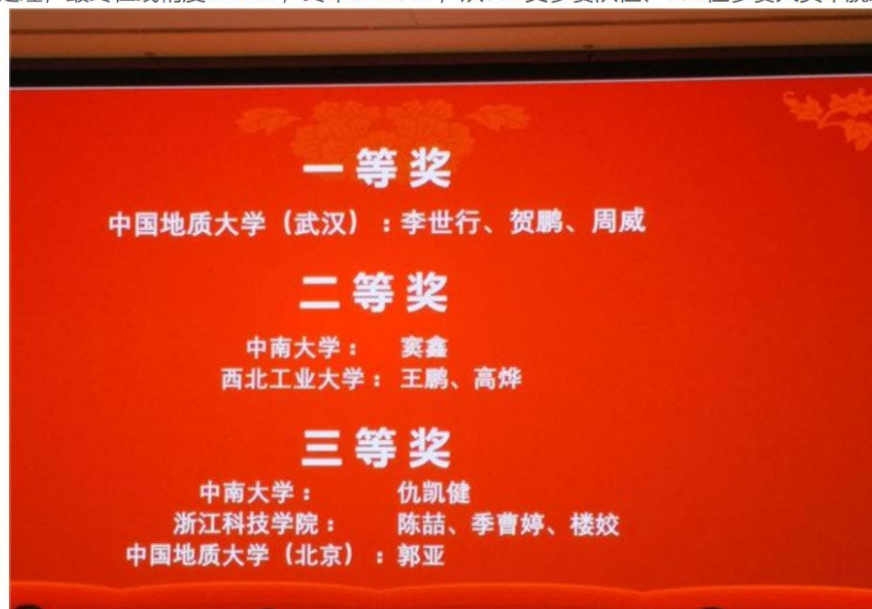 一等奖
中国地质大学（武汉）：李世行、贺鹏、周威
二等奖
中南大学： 窦鑫
西北工业大学：王鹏、高烨
三等奖
中南大学： 仇凯健
浙江科技学院： 陈喆、季曹婷、楼姣
中国地质大学（北京）：郭亚